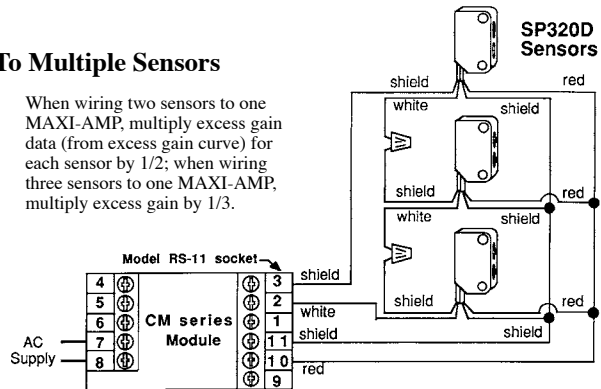 SP320D
Sensors
To Multiple Sensors
shield
red
white
shield
When wiring two sensors to one
MAXI-AMP, multiply excess gain
data (from excess gain curve) for
each sensor by 1/2; when wiring
three sensors to one MAXI-AMP,
multiply excess gain by 1/3.
shield
red
white
shield
Model RS-11 socket
shield
red
shield
4 3 shield
5 2 white
6 CM series 1
AC Supply 7 Module 11 shield
8 10 red
9